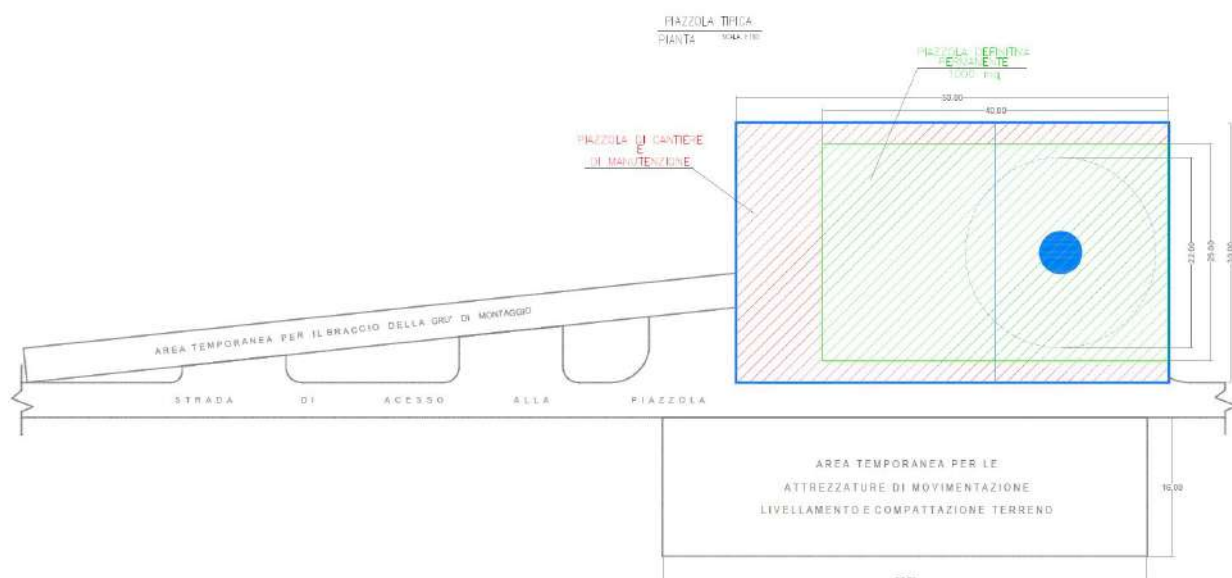 PIAZZOLA TIPICA
PIANTA
PIAZZOLA DEFINITIVA
PERMANENTE
1000 mq
50.00
40.00
PIAZZOLA DI CANTIERE
E
DI MANUTENZIONE
22.00
25.00
AREA TEMPORANEA PER IL BRACCIO DELLA GRU' DI MONTAGGIO
STRADA DI ACESSO ALLA PIAZZOLA
AREA TEMPORANEA PER LE
ATTREZZATURE DI MOVIMENTAZIONE
LIVELLAMENTO E COMPATTAZIONE TERRENO
16.00